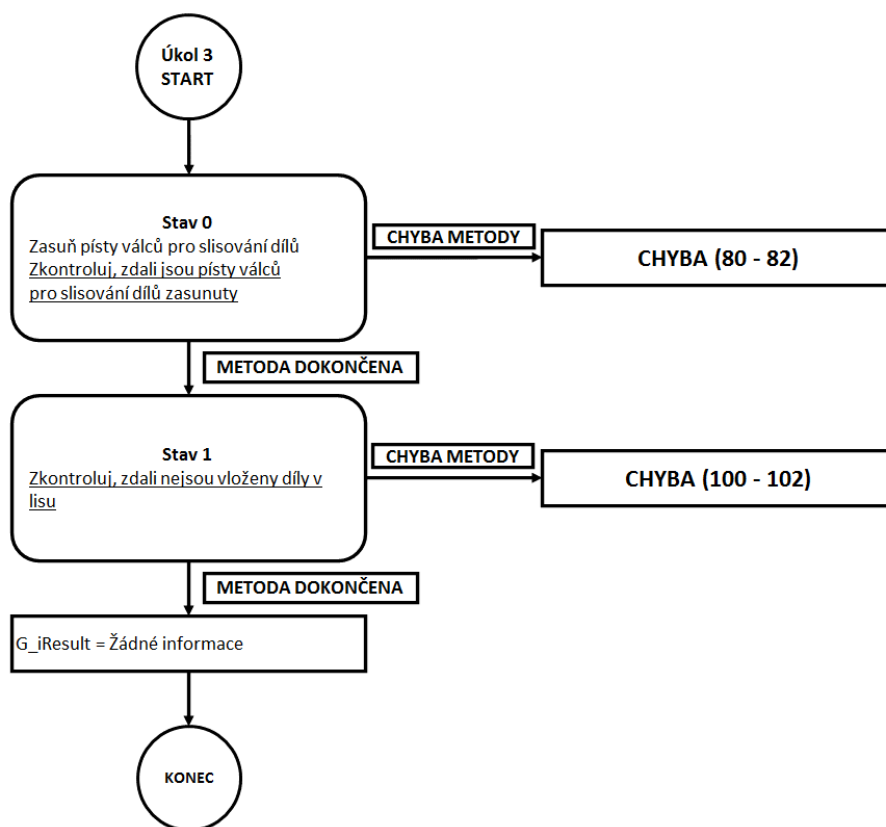 Úkol 3
START
Stav 0
Zasuň písty válců pro slisování dílů
Zkontroluj, zdali jsou písty válců
pro slisování dílů zasunuty
CHYBA METODY
CHYBA (80 - 82)
METODA DOKONČENA
Stav 1
Zkontroluj, zdali nejsou vloženy díly v
lisu
CHYBA METODY
CHYBA (100 - 102)
METODA DOKONČENA
G_iResult = Žádné informace
KONEC